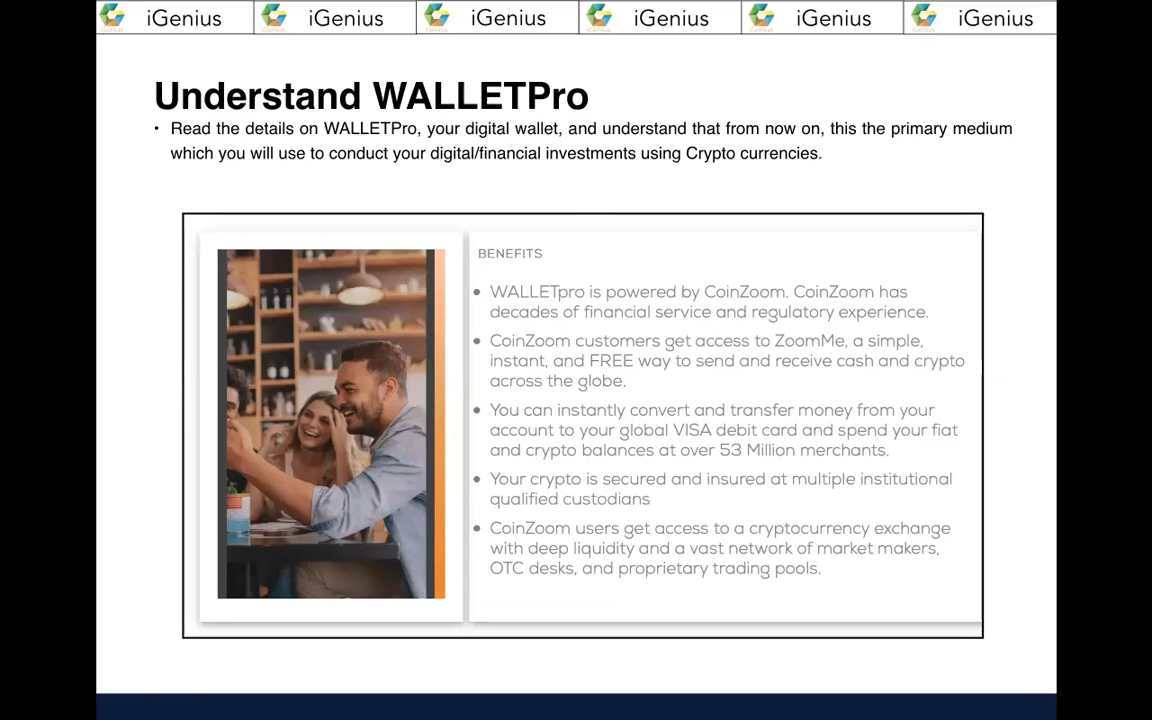 iGenius iGenius iGenius iGenius iGenius iGenius
Understand WALLETPro
• Read the details on WALLETPro, your digital wallet, and understand that from now on, this the primary medium
which you will use to conduct your digital/financial investments using Crypto currencies.
BENEFITS
• WALLETpro is powered by CoinZoom. CoinZoom has
decades of financial service and regulatory experience.
• CoinZoom customers get access to ZoomMe, a simple,
instant, and FREE way to send and receive cash and crypto
across the globe.
• You can instantly convert and transfer money from your
account to your global VISA debit card and spend your fiat
and crypto balances at over 53 Million merchants.
• Your crypto is secured and insured at multiple institutional
qualified custodians
• CoinZoom users get access to a cryptocurrency exchange
with deep liquidity and a vast network of market makers,
OTC desks, and proprietary trading pools.